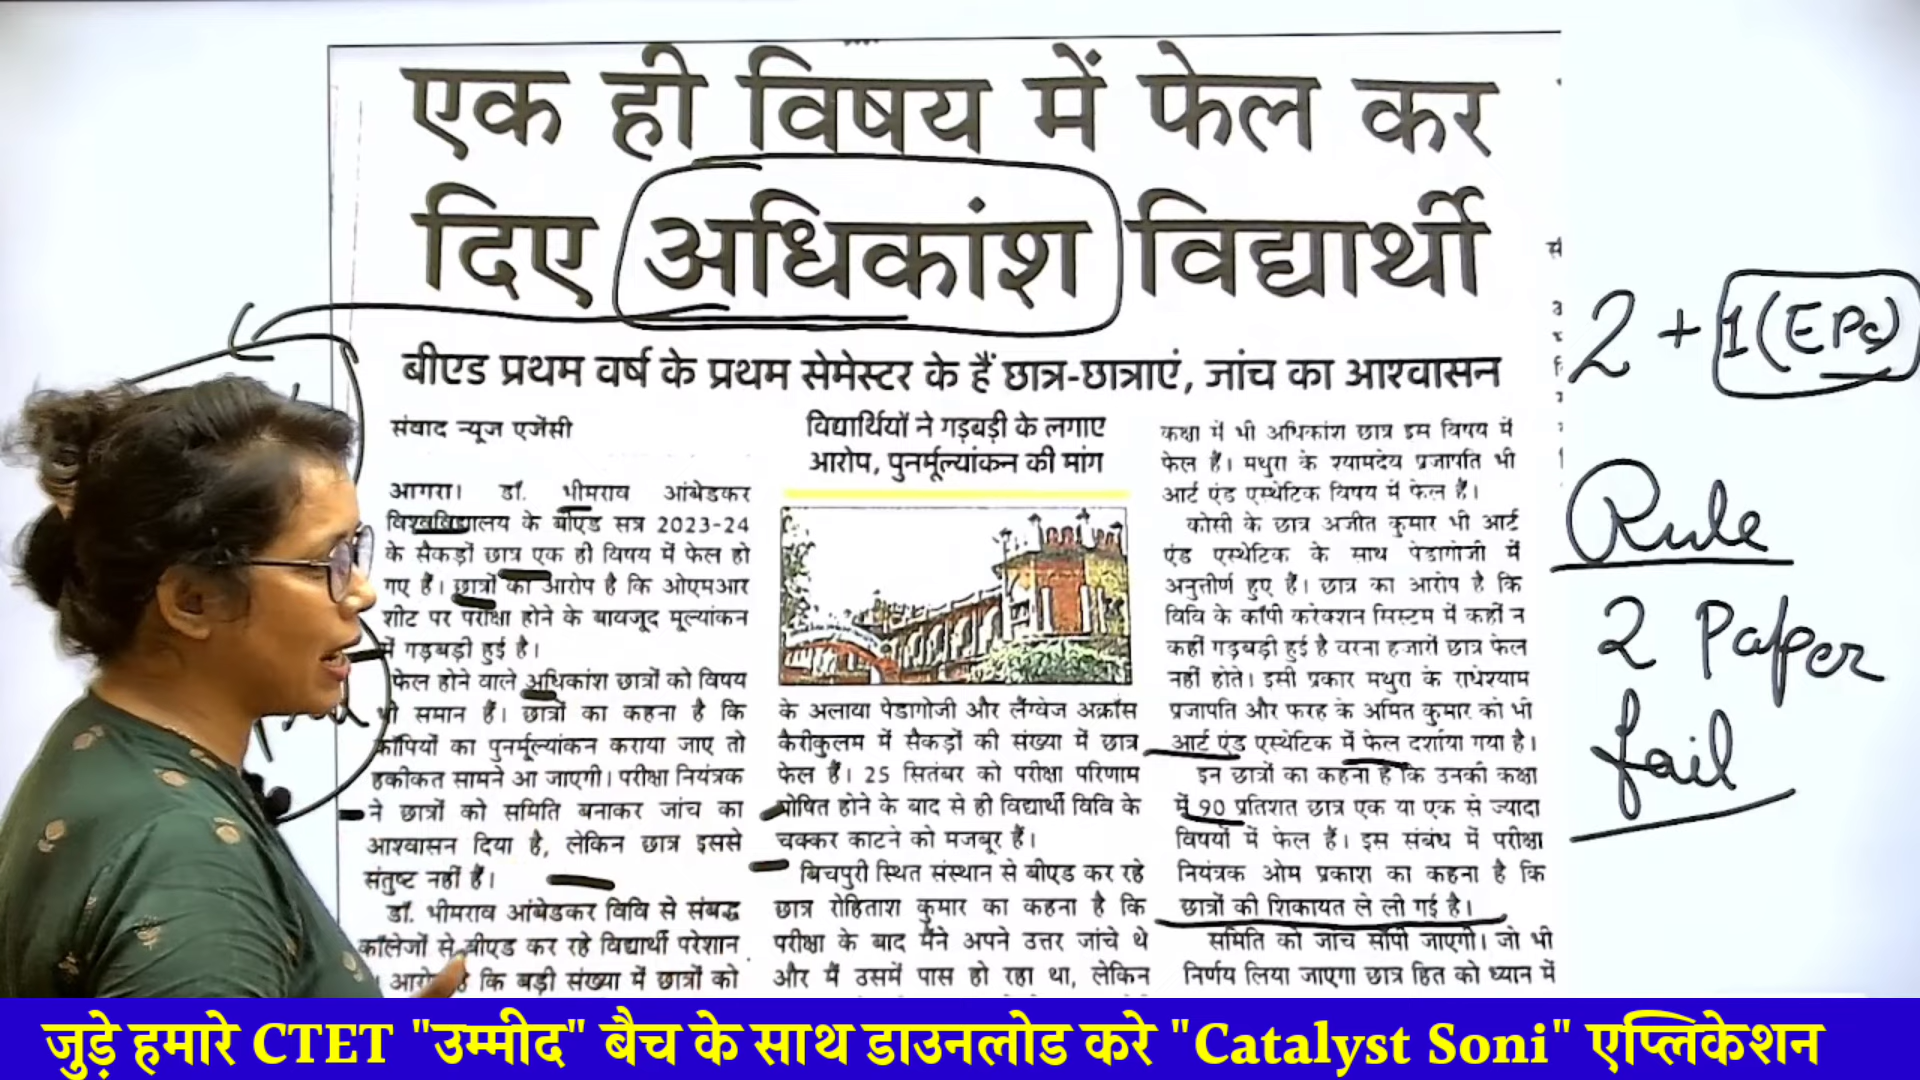 एक ही विषय में फेल कर
दिए अधिकांश विद्यार्थी
बीएड प्रथम वर्ष के प्रथम सेमेस्टर के हैं छात्र-छात्राएं, जांच का आश्वासन
संवाद न्यूज एजेंसी
आगरा। डॉ. भीमराव आंबेडकर
विश्वविद्यालय के बीएड सत्र 2023-24
के सैकड़ों छात्र एक ही विषय में फेल हो
गए हैं। छात्रों का आरोप है कि ओएमआर
शीट पर परीक्षा होने के बावजूद मूल्यांकन
में गड़बड़ी हुई है।
फेल होने वाले अधिकांश छात्रों को विषय
भी समान हैं। छात्रों का कहना है कि
कॉपियों का पुनर्मूल्यांकन कराया जाए तो
हकीकत सामने आ जाएगी। परीक्षा नियंत्रक
ने छात्रों को समिति बनाकर जांच का
आश्वासन दिया है, लेकिन छात्र इससे
संतुष्ट नहीं हैं।
डॉ. भीमराव आंबेडकर विवि से संबद्ध
कॉलेजों से बीएड कर रहे विद्यार्थी परेशान
है कि बड़ी संख्या में छात्रों को
विद्यार्थियों ने गड़बड़ी के लगाए
आरोप, पुनर्मूल्यांकन की मांग
के अलावा पेडागोजी और लैंग्वेज अक्रॉस
कैरीकुलम में सैकड़ों की संख्या में छात्र
फेल हैं। 25 सितंबर को परीक्षा परिणाम
घोषित होने के बाद से ही विद्यार्थी विवि के
चक्कर काटने को मजबूर हैं।
बिचपुरी स्थित संस्थान से बीएड कर रहे
छात्र रोहिताश कुमार का कहना है कि
परीक्षा के बाद मैंने अपने उत्तर जांचे थे
और मैं उसमें पास हो रहा था, लेकिन
कक्षा में भी अधिकांश छात्र इस विषय में
फेल हैं। मथुरा के श्यामदेय प्रजापति भी
आर्ट एंड एस्थेटिक विषय में फेल हैं।
कोसी के छात्र अजीत कुमार भी आर्ट
एंड एस्थेटिक के साथ पेडागोजी में
अनुत्तीर्ण हुए हैं। छात्र का आरोप है कि
विवि के कॉपी करेक्शन सिस्टम में कहीं न
कहीं गड़बड़ी हुई है वरना हजारों छात्र फेल
नहीं होते। इसी प्रकार मथुरा के राधेश्याम
प्रजापति और फरह के अमित कुमार को भी
आर्ट एंड एस्थेटिक में फेल दर्शाया गया है।
इन छात्रों का कहना है कि उनकी कक्षा
में 90 प्रतिशत छात्र एक या एक से ज्यादा
विषयों में फेल हैं। इस संबंध में परीक्षा
नियंत्रक ओम प्रकाश का कहना है कि
छात्रों की शिकायत ले ली गई है।
समिति को जांच सौंपी जाएगी। जो भी
निर्णय लिया जाएगा छात्र हित को ध्यान में
2 + 1 (EPC)
Rule
2 Paper
fail
जुड़े हमारे CTET "उम्मीद" बैच के साथ डाउनलोड करे "Catalyst Soni" एप्लिकेशन